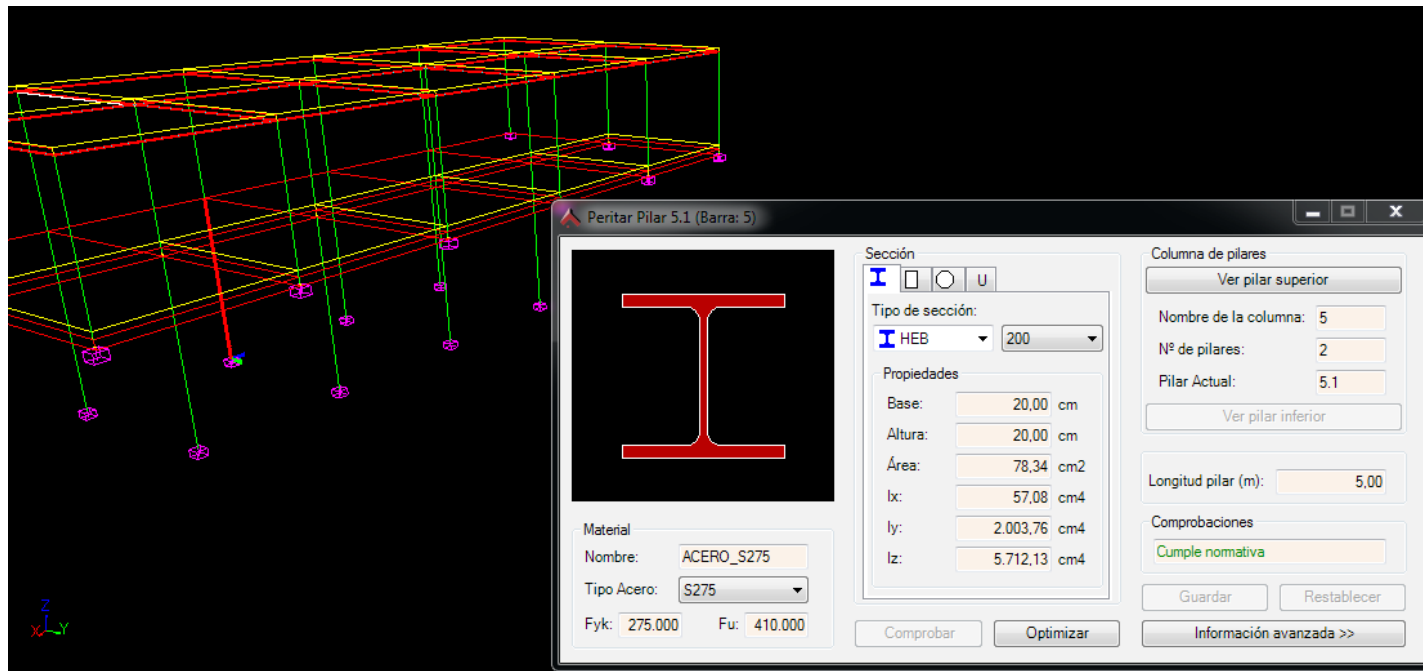 Peritar Pilar 5.1 (Barra: 5)
Sección
U
Tipo de sección:
HEB
200
Propiedades
Base: 20,00 cm
Altura: 20,00 cm
Área: 78,34 cm2
Ix: 57,08 cm4
Iy: 2.003,76 cm4
Iz: 5.712,13 cm4
Material
Nombre: ACERO_S275
Tipo Acero: S275
Fyk: 275.000 Fu: 410.000
Comprobar
Optimizar
Columna de pilares
Ver pilar superior
Nombre de la columna: 5
Nº de pilares: 2
Pilar Actual: 5.1
Ver pilar inferior
Longitud pilar (m): 5,00
Comprobaciones
Cumple normativa
Guardar
Restablecer
Información avanzada >>
Z
X Y